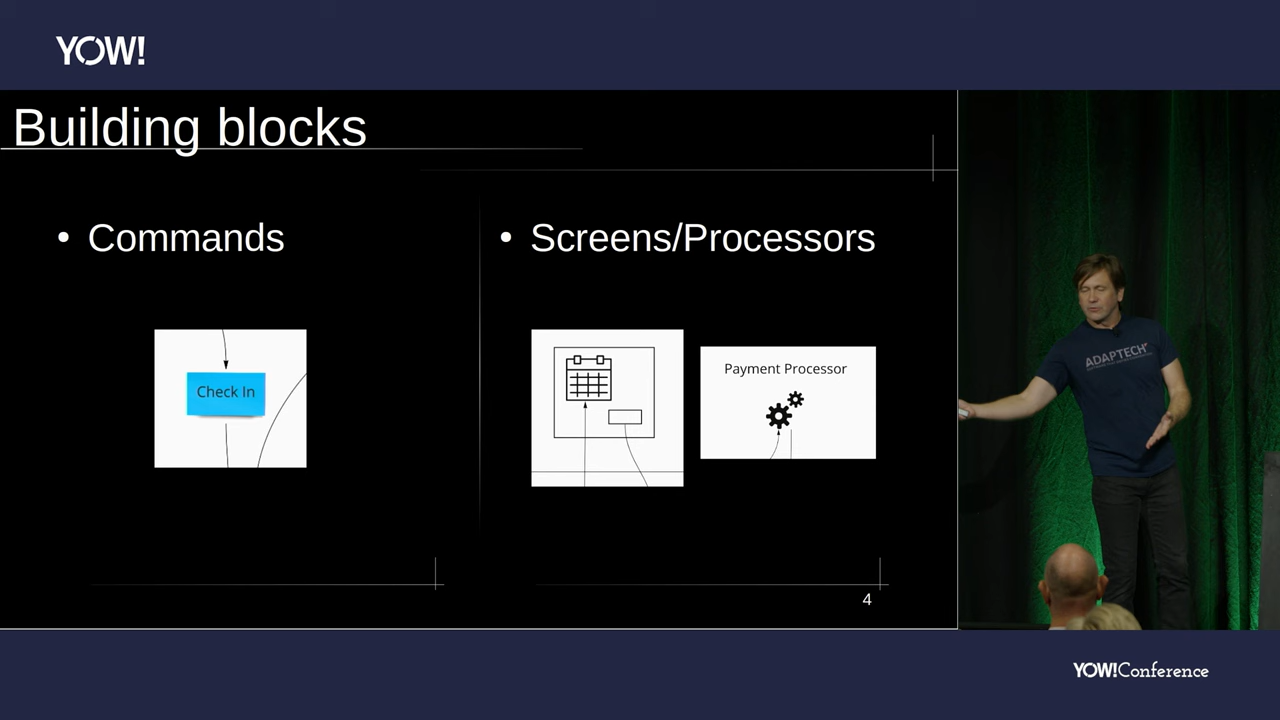 YOW!
Building blocks
• Commands
• Screens/Processors
Check In
Payment Processor
4
ADAPTECH
YOW!Conference